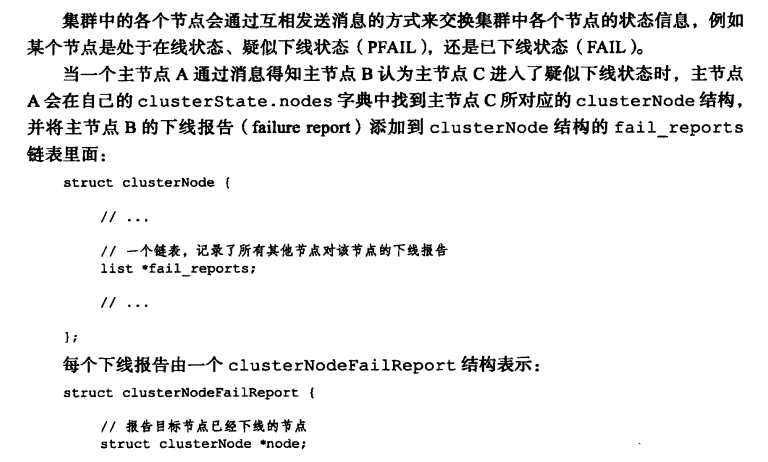 集群中的各个节点会通过互相发送消息的方式来交换集群中各个节点的状态信息，例如
某个节点是处于在线状态、疑似下线状态（PFAIL），还是已下线状态（FAIL）。
当一个主节点 A 通过消息得知主节点 B 认为主节点 C 进入了疑似下线状态时，主节点
A 会在自己的 clusterState.nodes 字典中找到主节点 C 所对应的 clusterNode 结构，
并将主节点 B 的下线报告（failure report）添加到 clusterNode 结构的 fail_reports
链表里面：
struct clusterNode {
// ...
// 一个链表，记录了所有其他节点对该节点的下线报告
list *fail_reports;
// ...
};
每个下线报告由一个 clusterNodeFailReport 结构表示：
struct clusterNodeFailReport {
// 报告目标节点已经下线的节点
struct clusterNode *node;